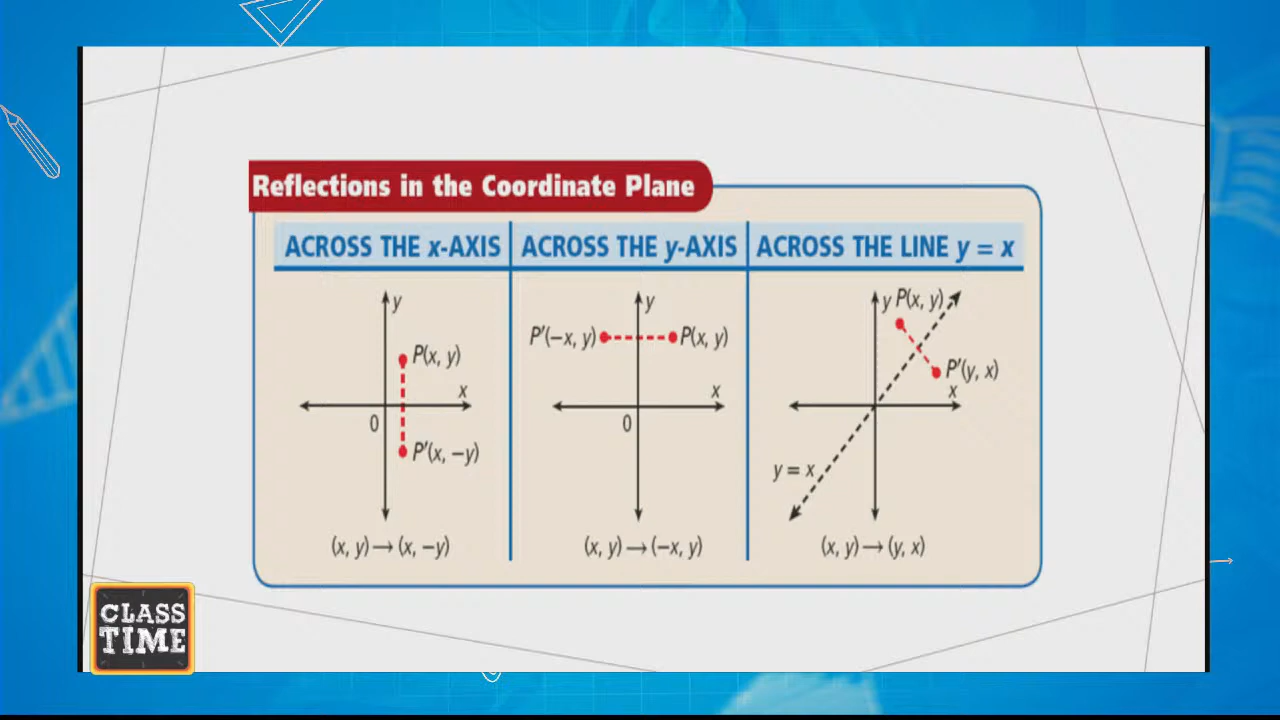 Reflections in the Coordinate Plane
ACROSS THE x-AXIS
y
P(x, y)
x
0
P'(x, −y)
(x, y) → (x, −y)
ACROSS THE y-AXIS
y
P'(−x, y)
P(x, y)
x
0
(x, y) → (−x, y)
ACROSS THE LINE y = x
y
P(x, y)
P'(y, x)
x
y = x
(x, y) → (y, x)
CLASS
TIME